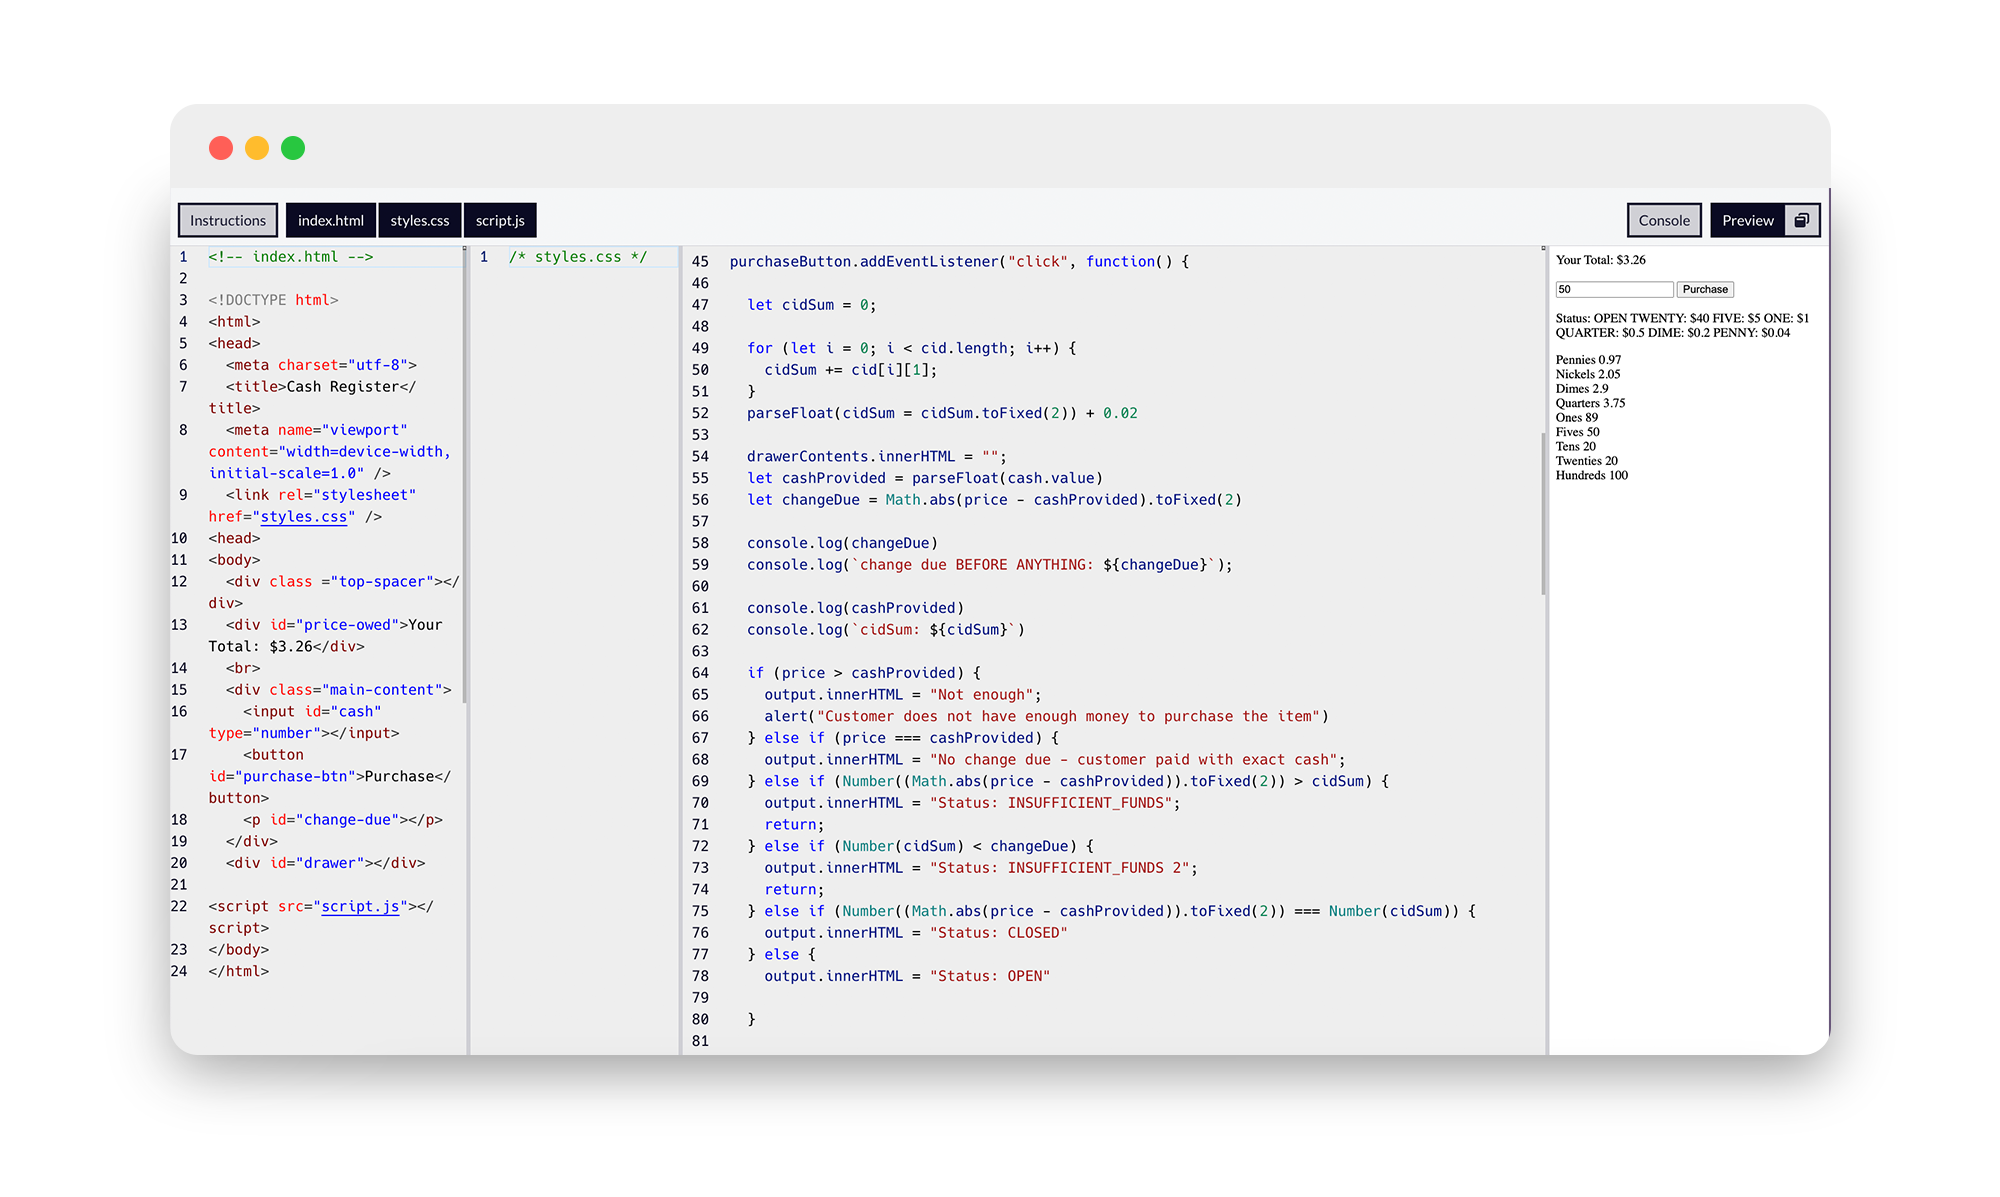 Instructions index.html styles.css script.js Console Preview
1 <!-- index.html -->
2
3 <!DOCTYPE html>
4 <html>
5 <head>
6 <meta charset="utf-8">
7 <title>Cash Register</
title>
8 <meta name="viewport"
content="width=device-width,
initial-scale=1.0" />
9 <link rel="stylesheet"
href="styles.css" />
10 <head>
11 <body>
12 <div class ="top-spacer"></
div>
13 <div id="price-owed">Your
Total: $3.26</div>
14 <br>
15 <div class="main-content">
16 <input id="cash"
type="number"></input>
17 <button
id="purchase-btn">Purchase</
button>
18 <p id="change-due"></p>
19 </div>
20 <div id="drawer"></div>
21
22 <script src="script.js"></
script>
23 </body>
24 </html>
1 /* styles.css */
45 purchaseButton.addEventListener("click", function() {
46
47 let cidSum = 0;
48
49 for (let i = 0; i < cid.length; i++) {
50 cidSum += cid[i][1];
51 }
52 parseFloat(cidSum = cidSum.toFixed(2)) + 0.02
53
54 drawerContents.innerHTML = "";
55 let cashProvided = parseFloat(cash.value)
56 let changeDue = Math.abs(price - cashProvided).toFixed(2)
57
58 console.log(changeDue)
59 console.log(`change due BEFORE ANYTHING: ${changeDue}`);
60
61 console.log(cashProvided)
62 console.log(`cidSum: ${cidSum}`)
63
64 if (price > cashProvided) {
65 output.innerHTML = "Not enough";
66 alert("Customer does not have enough money to purchase the item")
67 } else if (price === cashProvided) {
68 output.innerHTML = "No change due - customer paid with exact cash";
69 } else if (Number((Math.abs(price - cashProvided)).toFixed(2)) > cidSum) {
70 output.innerHTML = "Status: INSUFFICIENT_FUNDS";
71 return;
72 } else if (Number(cidSum) < changeDue) {
73 output.innerHTML = "Status: INSUFFICIENT_FUNDS 2";
74 return;
75 } else if (Number((Math.abs(price - cashProvided)).toFixed(2)) === Number(cidSum)) {
76 output.innerHTML = "Status: CLOSED"
77 } else {
78 output.innerHTML = "Status: OPEN"
79
80 }
81
Your Total: $3.26
50 Purchase
Status: OPEN TWENTY: $40 FIVE: $5 ONE: $1
QUARTER: $0.5 DIME: $0.2 PENNY: $0.04
Pennies 0.97
Nickels 2.05
Dimes 2.9
Quarters 3.75
Ones 89
Fives 50
Tens 20
Twenties 20
Hundreds 100